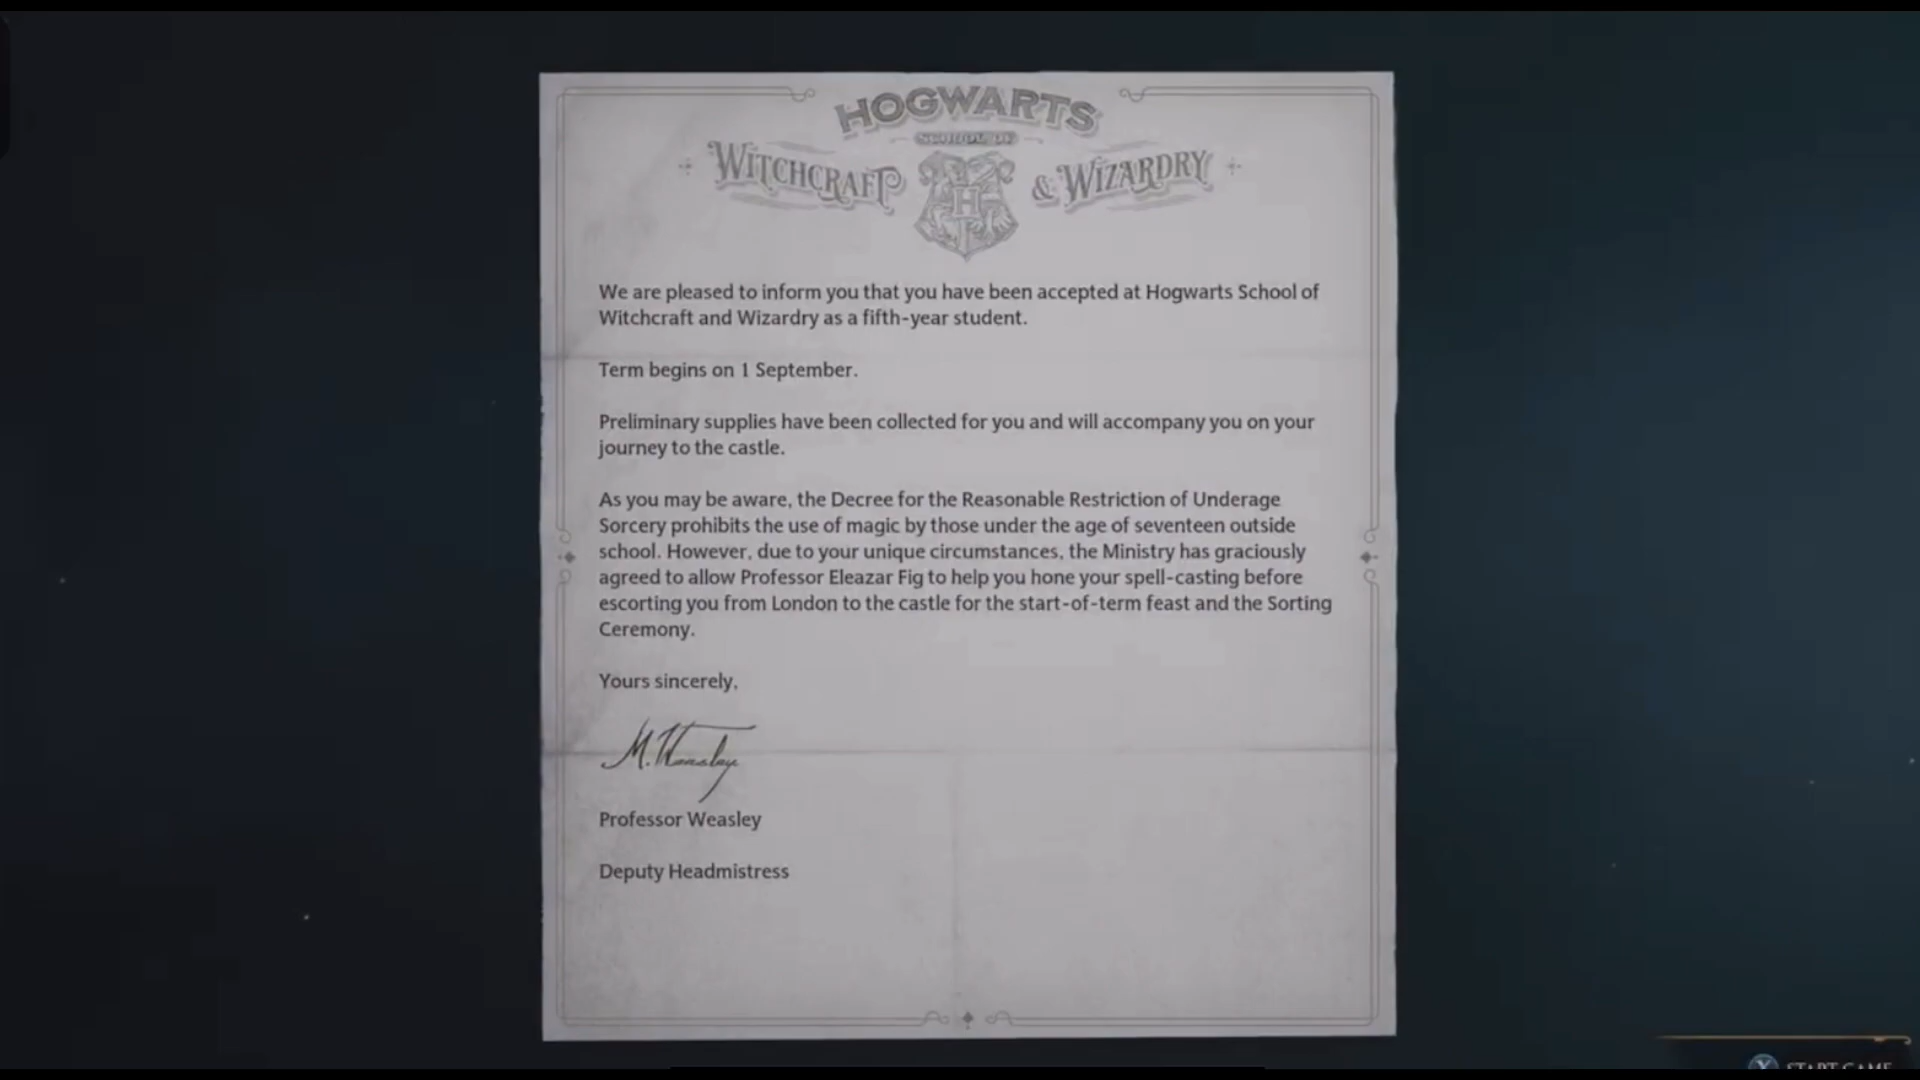 HOGWARTS
SCHOOL OF
WITCHCRAFT & WIZARDRY
H
We are pleased to inform you that you have been accepted at Hogwarts School of
Witchcraft and Wizardry as a fifth-year student.
Term begins on 1 September.
Preliminary supplies have been collected for you and will accompany you on your
journey to the castle.
As you may be aware, the Decree for the Reasonable Restriction of Underage
Sorcery prohibits the use of magic by those under the age of seventeen outside
school. However, due to your unique circumstances, the Ministry has graciously
agreed to allow Professor Eleazar Fig to help you hone your spell-casting before
escorting you from London to the castle for the start-of-term feast and the Sorting
Ceremony.
Yours sincerely,
M. Weasley
Professor Weasley
Deputy Headmistress
X START GAME